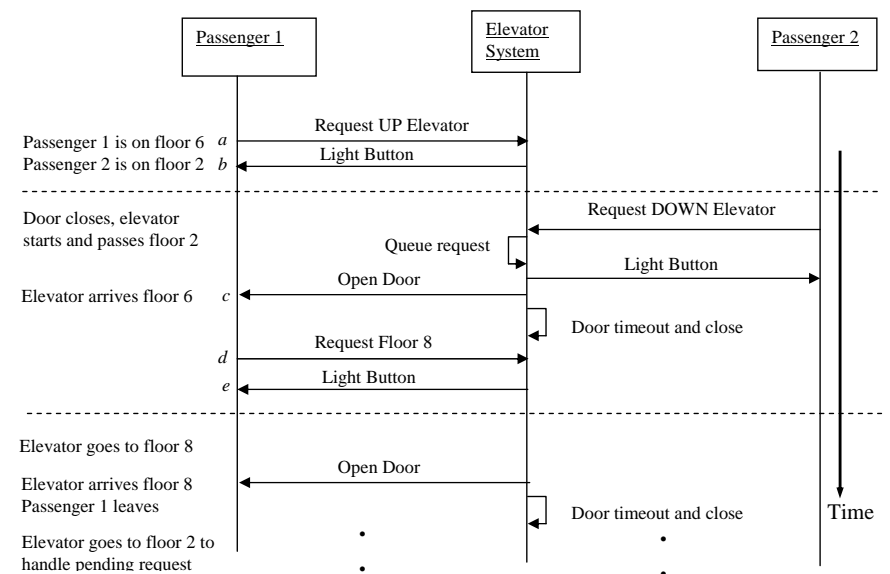 Passenger 1
Elevator
System
Passenger 2
Request UP Elevator
Passenger 1 is on floor 6 a
Passenger 2 is on floor 2 b
Light Button
Request DOWN Elevator
Door closes, elevator
starts and passes floor 2
Queue request
Light Button
Open Door
Elevator arrives floor 6 c
Door timeout and close
Request Floor 8
d
Light Button
e
Elevator goes to floor 8
Open Door
Elevator arrives floor 8
Passenger 1 leaves
Door timeout and close
Time
Elevator goes to floor 2 to
handle pending request